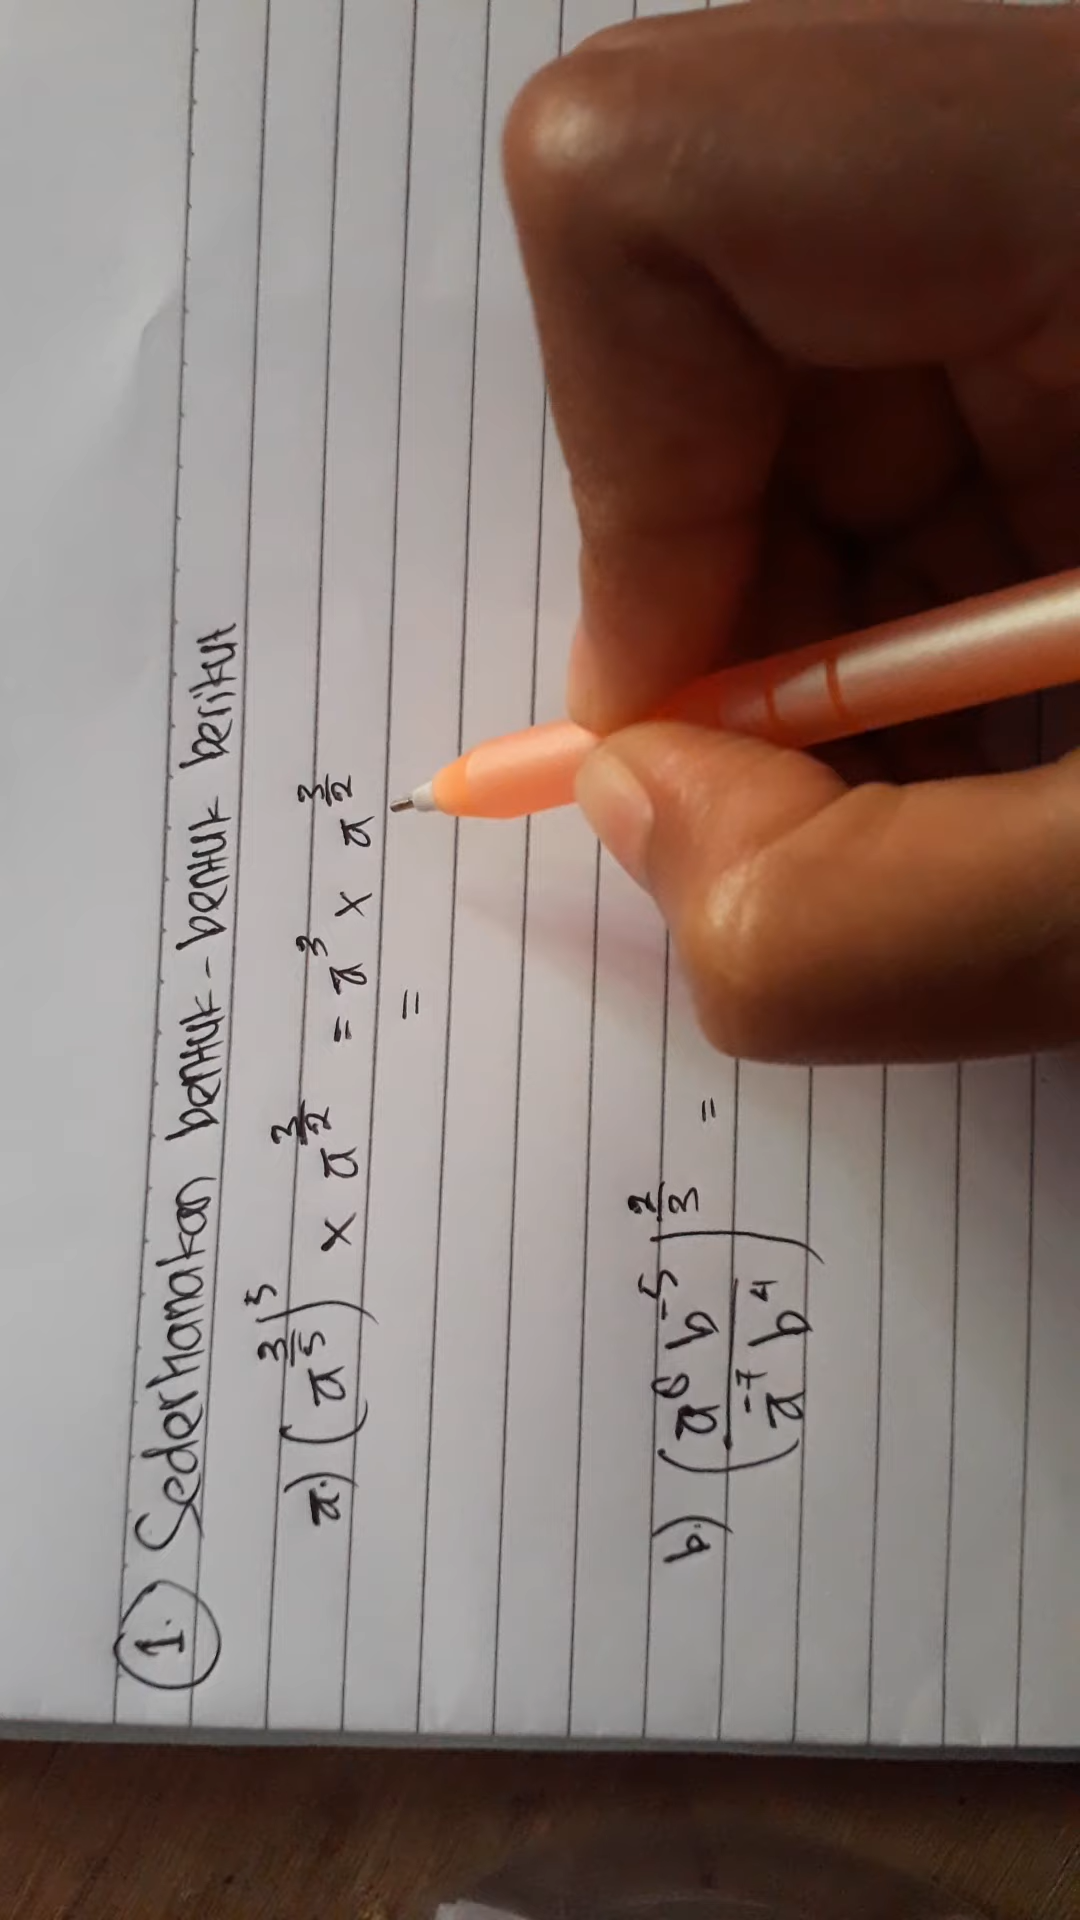 1. Sederhanakan bentuk-bentuk berikut
a.) (a^(3/5))^5 × a^(3/2) = a^3 × a^(3/2)
=
b.) ((a^6 b^-5)/(a^-7 b^4))^(2/3) =